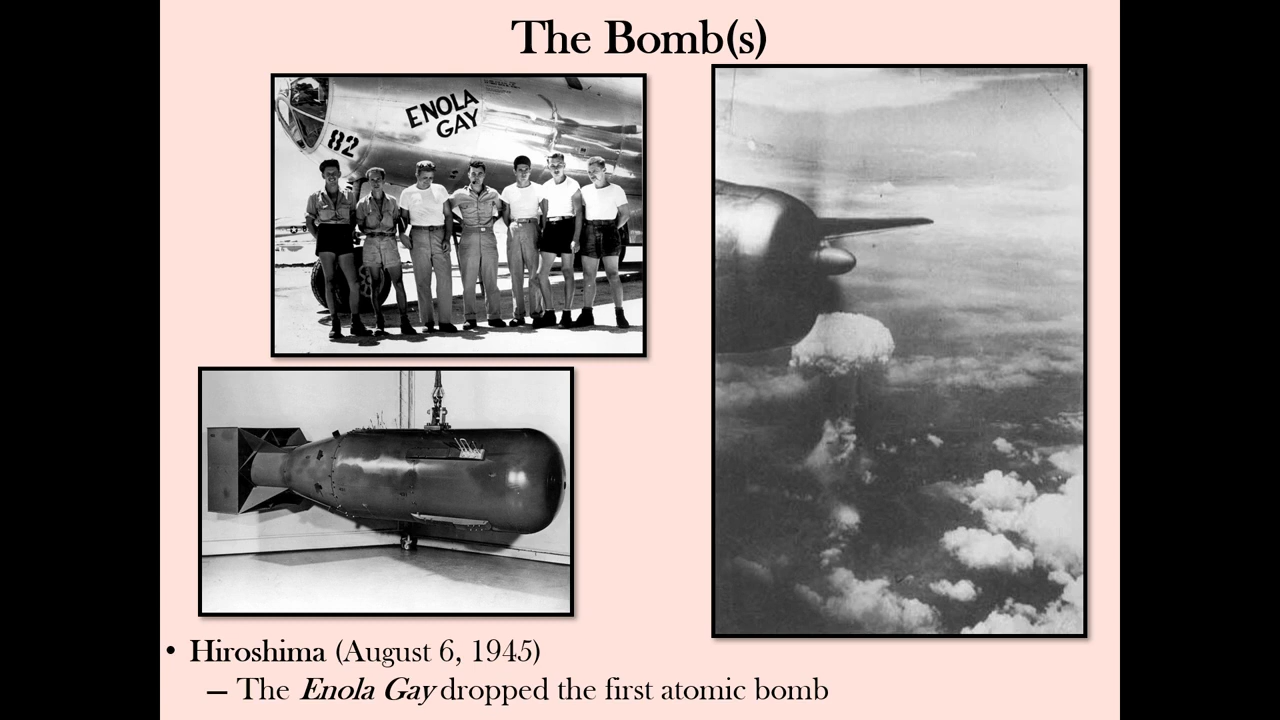 The Bomb(s)
ENOLA
GAY
82
• Hiroshima (August 6, 1945)
– The Enola Gay dropped the first atomic bomb